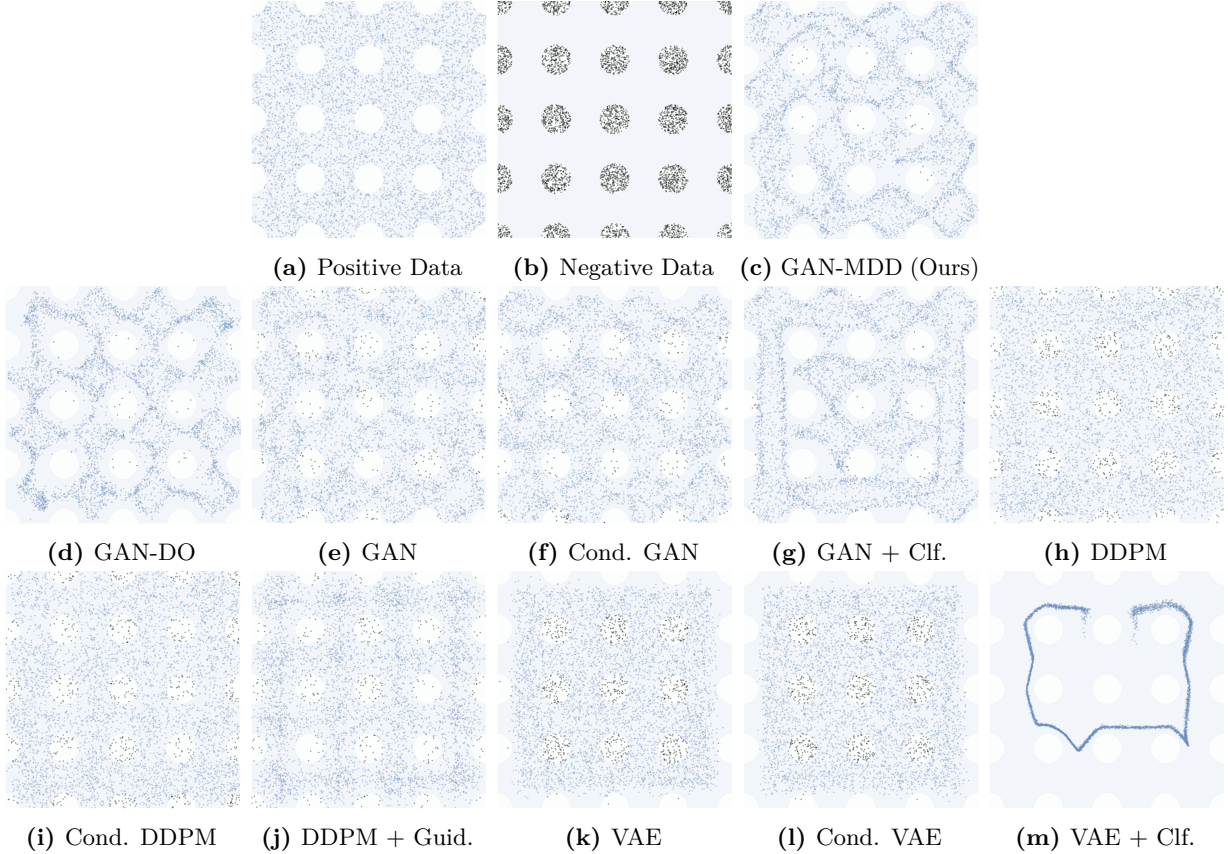 (a) Positive Data (b) Negative Data (c) GAN-MDD (Ours)
(d) GAN-DO (e) GAN (f) Cond. GAN (g) GAN + Clf. (h) DDPM
(i) Cond. DDPM (j) DDPM + Guid. (k) VAE (l) Cond. VAE (m) VAE + Clf.